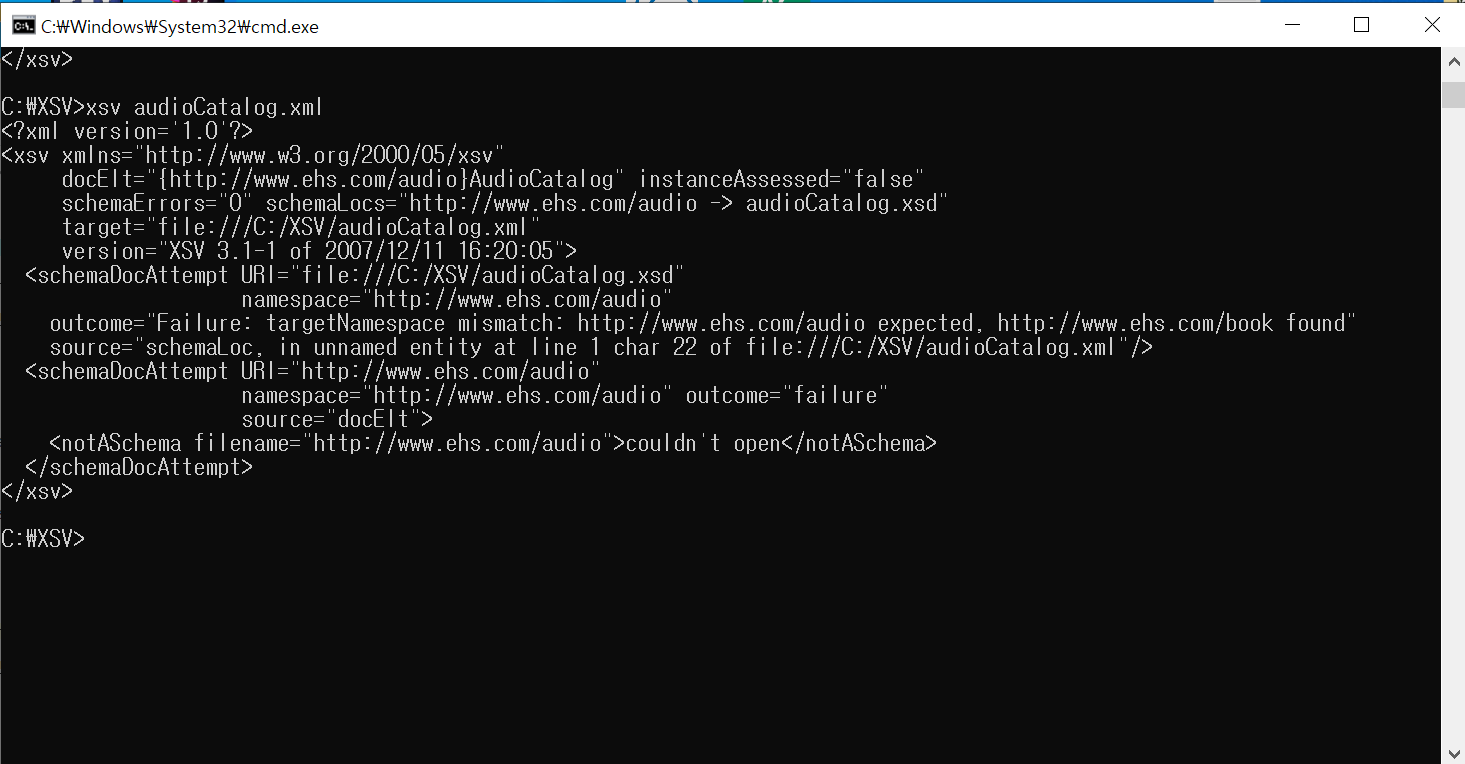 C:₩Windows₩System32₩cmd.exe
</xsv>
C:₩XSV>xsv audioCatalog.xml
<?xml version='1.0'?>
<xsv xmlns="http://www.w3.org/2000/05/xsv"
docElt="{http://www.ehs.com/audio}AudioCatalog" instanceAssessed="false"
schemaErrors="0" schemaLocs="http://www.ehs.com/audio -> audioCatalog.xsd"
target="file:///C:/XSV/audioCatalog.xml"
version="XSV 3.1-1 of 2007/12/11 16:20:05">
<schemaDocAttempt URI="file:///C:/XSV/audioCatalog.xsd"
namespace="http://www.ehs.com/audio"
outcome="Failure: targetNamespace mismatch: http://www.ehs.com/audio expected, http://www.ehs.com/book found"
source="schemaLoc, in unnamed entity at line 1 char 22 of file:///C:/XSV/audioCatalog.xml"/>
<schemaDocAttempt URI="http://www.ehs.com/audio"
namespace="http://www.ehs.com/audio" outcome="failure"
source="docElt">
<notASchema filename="http://www.ehs.com/audio">couldn't open</notASchema>
</schemaDocAttempt>
</xsv>
C:₩XSV>